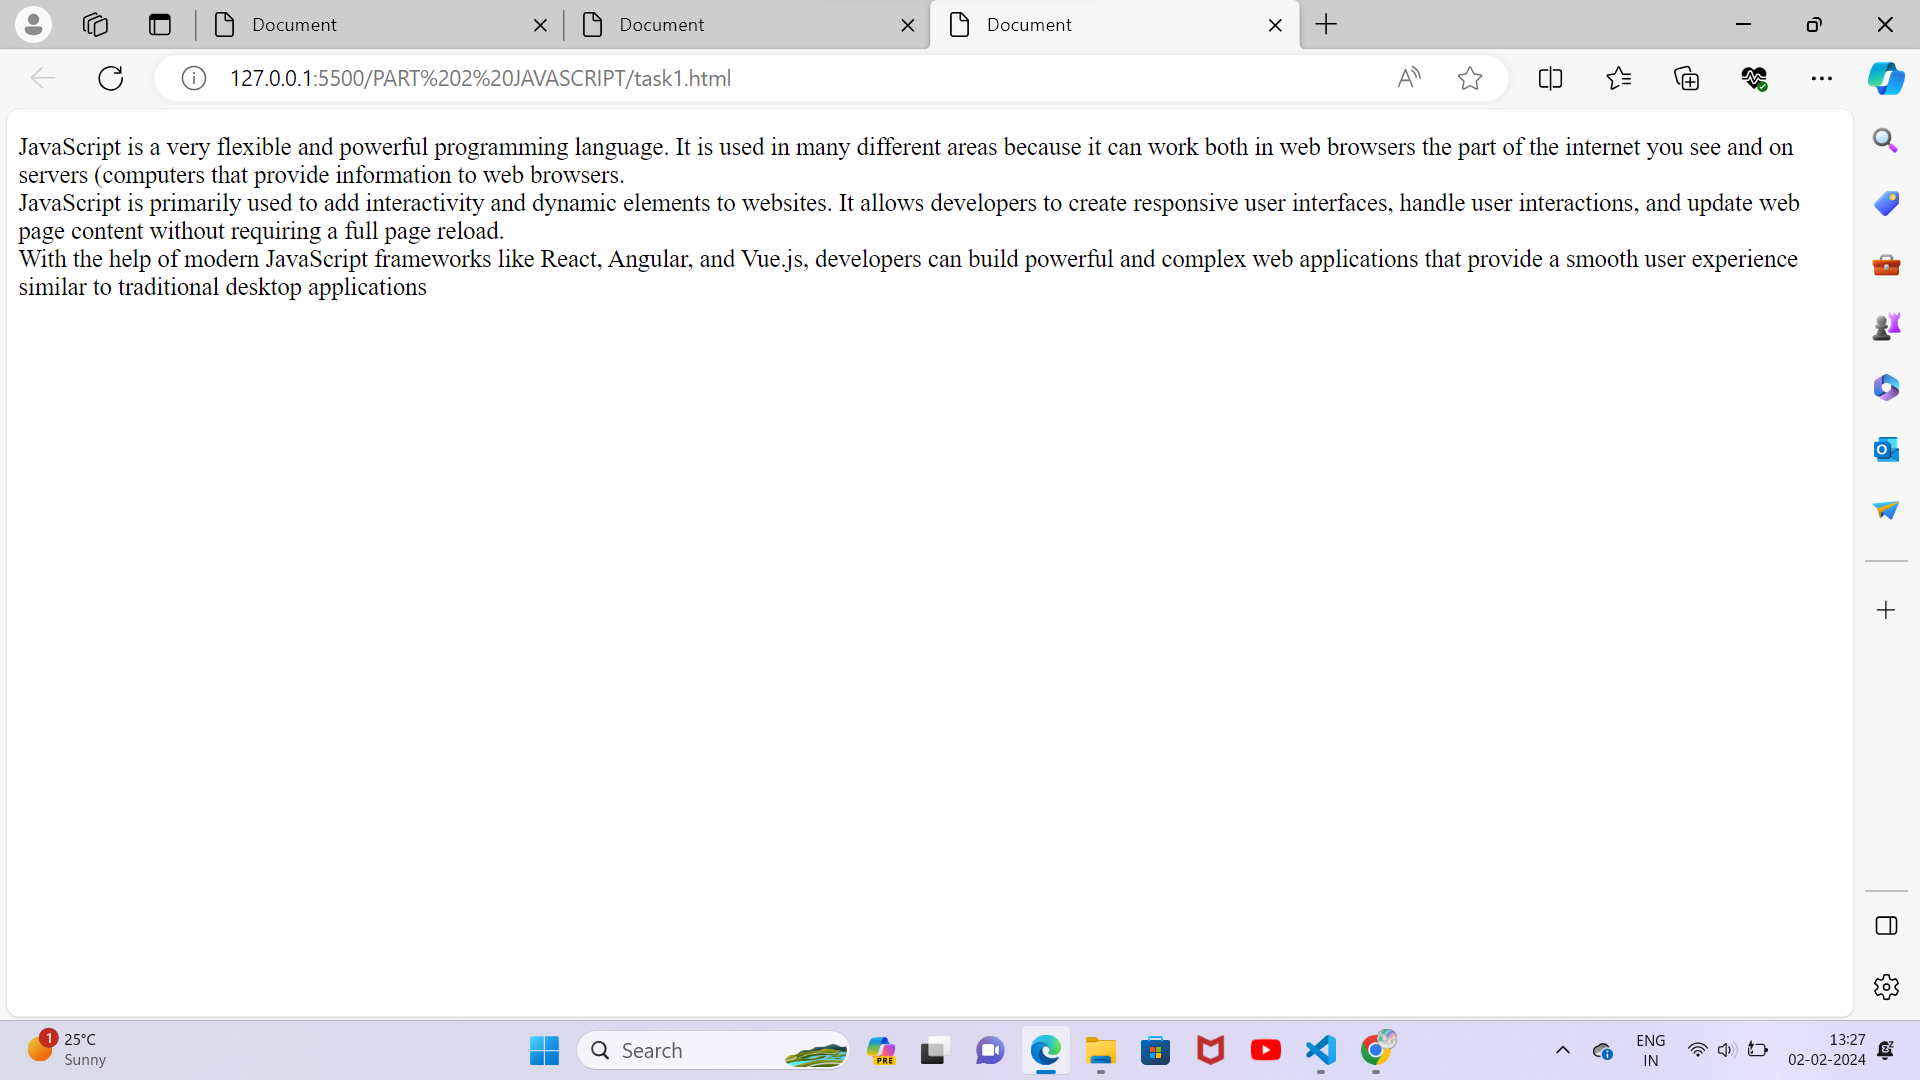 Document
Document
Document
127.0.0.1:5500/PART%202%20JAVASCRIPT/task1.html
JavaScript is a very flexible and powerful programming language. It is used in many different areas because it can work both in web browsers the part of the internet you see and on
servers (computers that provide information to web browsers.
JavaScript is primarily used to add interactivity and dynamic elements to websites. It allows developers to create responsive user interfaces, handle user interactions, and update web
page content without requiring a full page reload.
With the help of modern JavaScript frameworks like React, Angular, and Vue.js, developers can build powerful and complex web applications that provide a smooth user experience
similar to traditional desktop applications
1
25°C
Sunny
Search
PRE
ENG
IN
13:27
02-02-2024